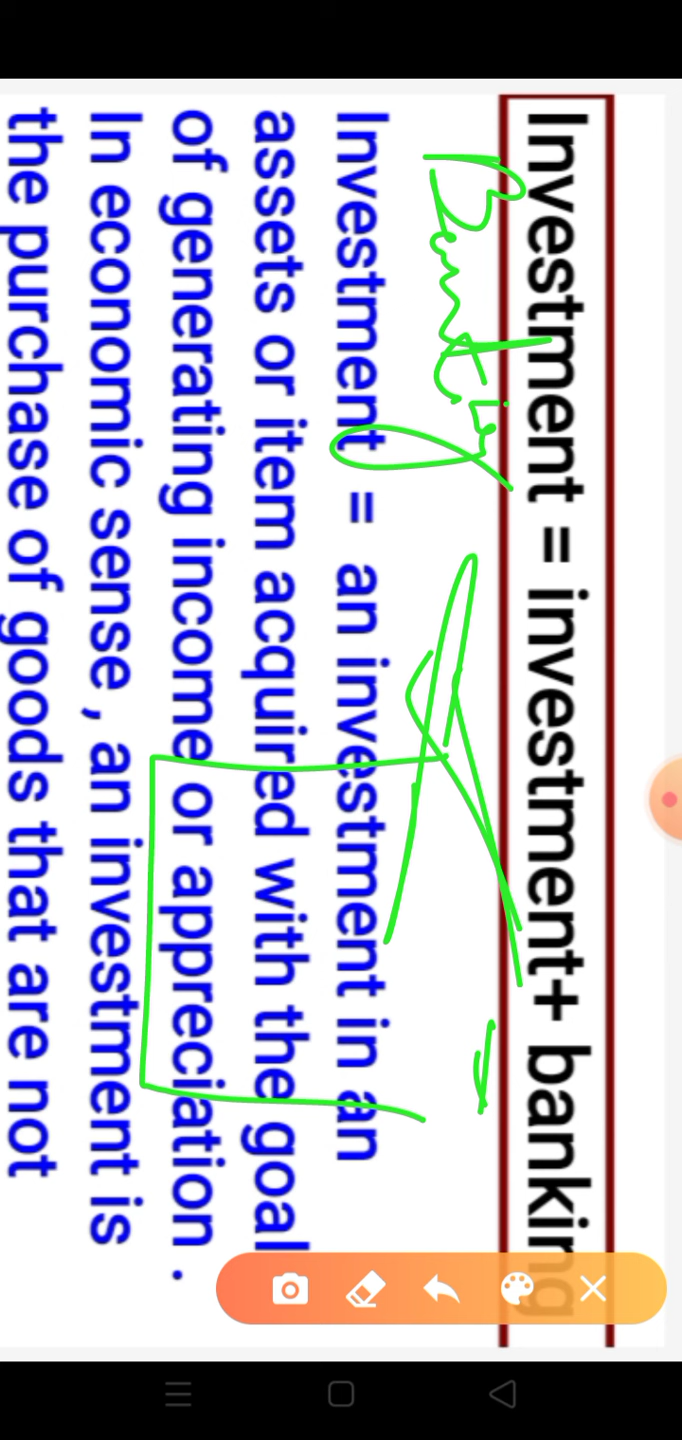 Investment = investment+ banking
Banking
Investment = an investment in an
assets or item acquired with the goal
of generating income or appreciation .
In economic sense , an investment is
the purchase of goods that are not